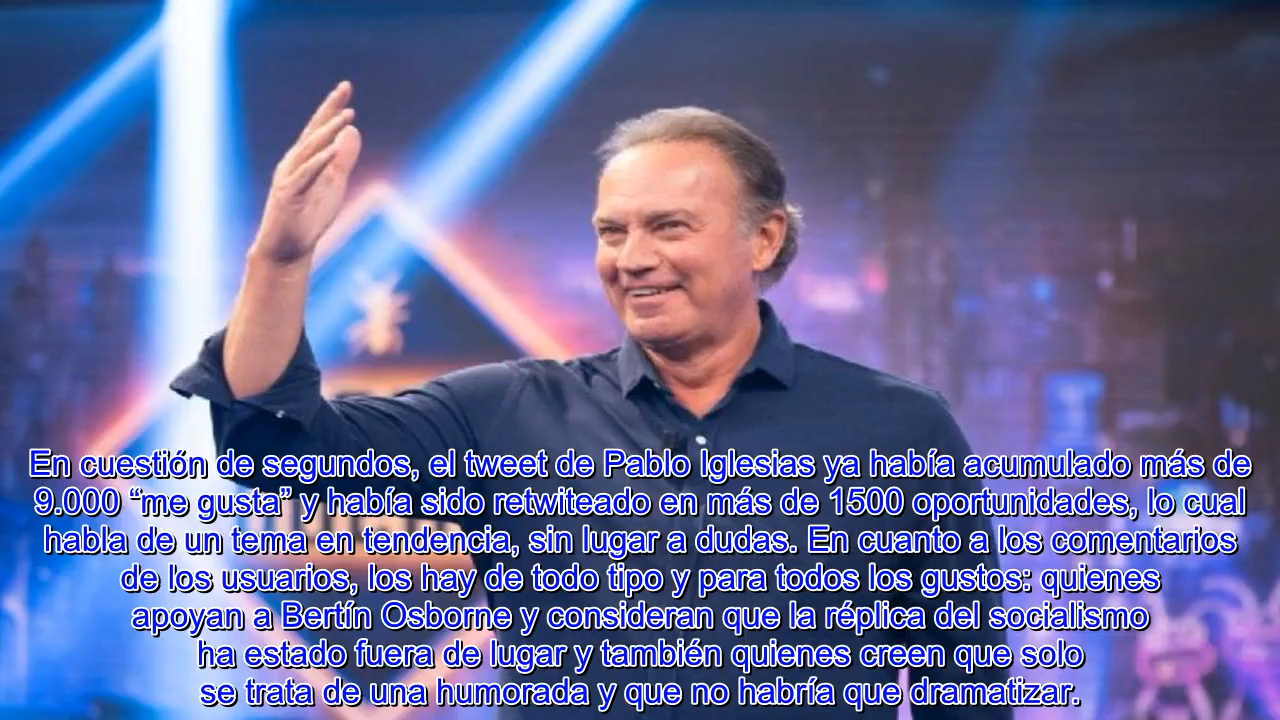 En cuestión de segundos, el tweet de Pablo Iglesias ya había acumulado más de
9.000 “me gusta” y había sido retwiteado en más de 1500 oportunidades, lo cual
habla de un tema en tendencia, sin lugar a dudas. En cuanto a los comentarios
de los usuarios, los hay de todo tipo y para todos los gustos: quienes
apoyan a Bertín Osborne y consideran que la réplica del socialismo
ha estado fuera de lugar y también quienes creen que solo
se trata de una humorada y que no habría que dramatizar.